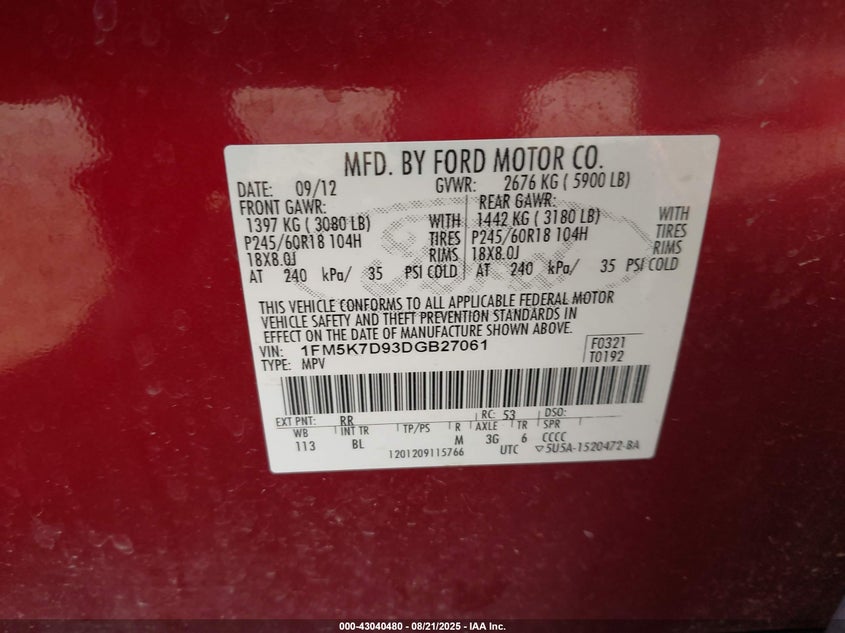 MFD. BY FORD MOTOR CO.
DATE: 09/12 GVWR: 2676 KG ( 5900 LB)
FRONT GAWR: REAR GAWR:
1397 KG ( 3080 LB) WITH 1442 KG ( 3180 LB) WITH
P245/60R18 104H TIRES P245/60R18 104H TIRES
18X8.0J RIMS 18X8.0J RIMS
AT 240 kPa/ 35 PSI COLD AT 240 kPa/ 35 PSI COLD
THIS VEHICLE CONFORMS TO ALL APPLICABLE FEDERAL MOTOR
VEHICLE SAFETY AND THEFT PREVENTION STANDARDS IN
EFFECT ON THE DATE OF MANUFACTURE SHOWN ABOVE.
VIN: 1FM5K7D93DGB27061 F0321
TYPE: MPV T0192
EXT PNT: RR RC: 53 DSO:
WB INT TR TP/PS R AXLE TR SPR
113 BL M 3G 6 CCCC
1201209115766 UTC ▽5U5A-1520472-BA
000-43040480 - 08/21/2025 - IAA Inc.